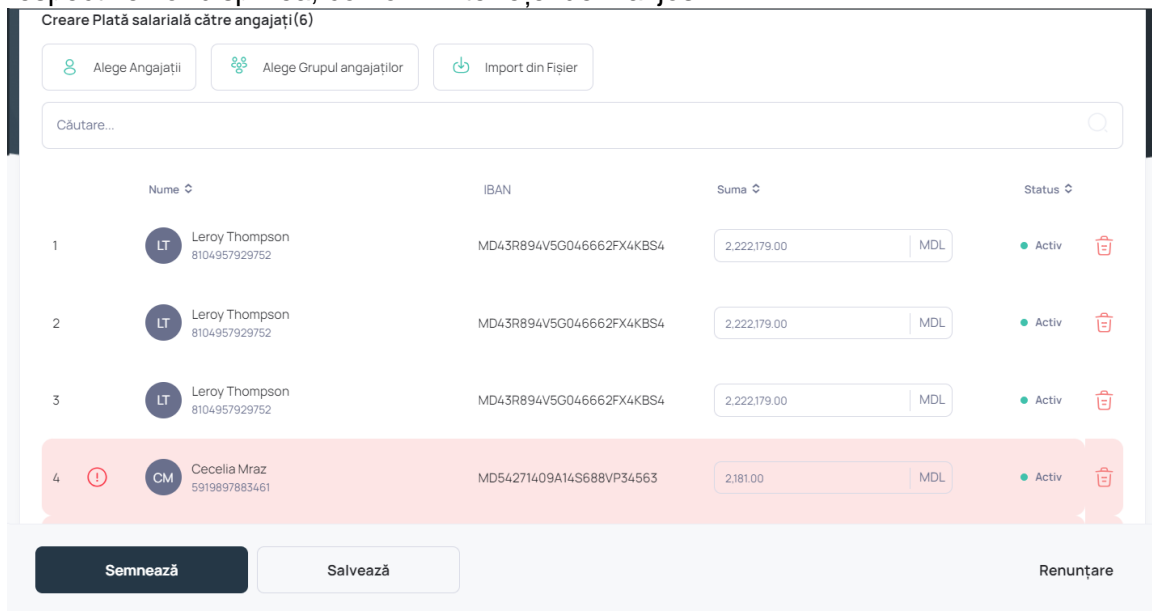 Creare Plată salarială către angajați(6)
Alege Angajații
Alege Grupul angajaților
Import din Fișier
Căutare...
Nume IBAN Suma Status
1 LT Leroy Thompson MD43R894V5G046662FX4KBS4 2,222,179.00 MDL Activ
8104957929752
2 LT Leroy Thompson MD43R894V5G046662FX4KBS4 2,222,179.00 MDL Activ
8104957929752
3 LT Leroy Thompson MD43R894V5G046662FX4KBS4 2,222,179.00 MDL Activ
8104957929752
4 CM Cecelia Mraz MD54271409A14S688VP34563 2,181.00 MDL Activ
5919897883461
Semnează
Salvează
Renunțare